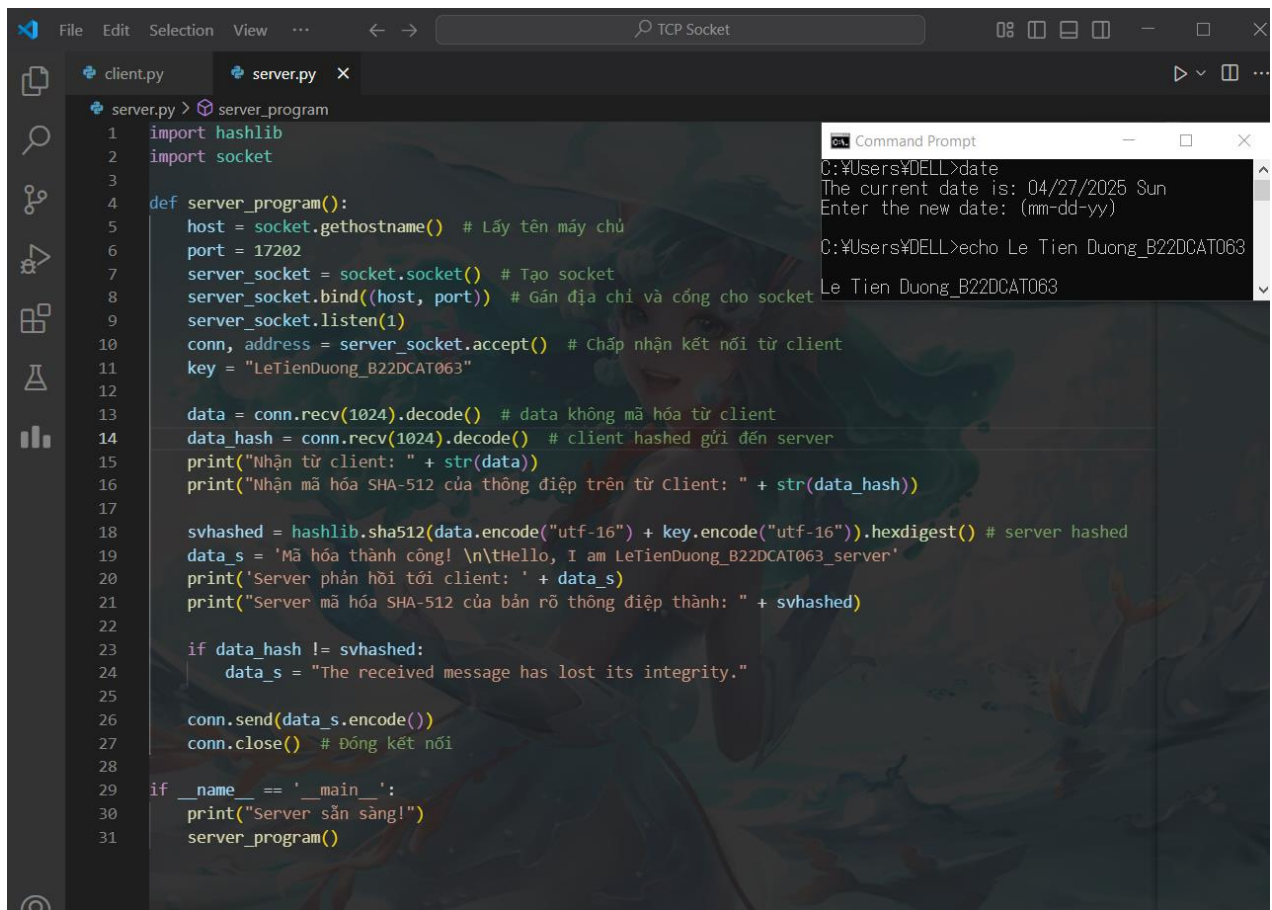 File Edit Selection View ··· ← → TCP Socket
client.py server.py ×
server.py > server_program
1 import hashlib
2 import socket
3
4 def server_program():
5 host = socket.gethostname() # Lấy tên máy chủ
6 port = 17202
7 server_socket = socket.socket() # Tạo socket
8 server_socket.bind((host, port)) # Gán địa chỉ và cổng cho socket
9 server_socket.listen(1)
10 conn, address = server_socket.accept() # Chấp nhận kết nối từ client
11 key = "LeTienDuong_B22DCAT063"
12
13 data = conn.recv(1024).decode() # data không mã hóa từ client
14 data_hash = conn.recv(1024).decode() # client hashed gửi đến server
15 print("Nhận từ client: " + str(data))
16 print("Nhận mã hóa SHA-512 của thông điệp trên từ Client: " + str(data_hash))
17
18 svhashed = hashlib.sha512(data.encode("utf-16") + key.encode("utf-16")).hexdigest() # server hashed
19 data_s = 'Mã hóa thành công! \n\tHello, I am LeTienDuong_B22DCAT063_server'
20 print('Server phản hồi tới client: ' + data_s)
21 print("Server mã hóa SHA-512 của bản rõ thông điệp thành: " + svhashed)
22
23 if data_hash != svhashed:
24 data_s = "The received message has lost its integrity."
25
26 conn.send(data_s.encode())
27 conn.close() # Đóng kết nối
28
29 if __name__ == '__main__':
30 print("Server sẵn sàng!")
31 server_program()
Command Prompt
C:¥Users¥DELL>date
The current date is: 04/27/2025 Sun
Enter the new date: (mm-dd-yy)
C:¥Users¥DELL>echo Le Tien Duong_B22DCAT063
Le Tien Duong_B22DCAT063